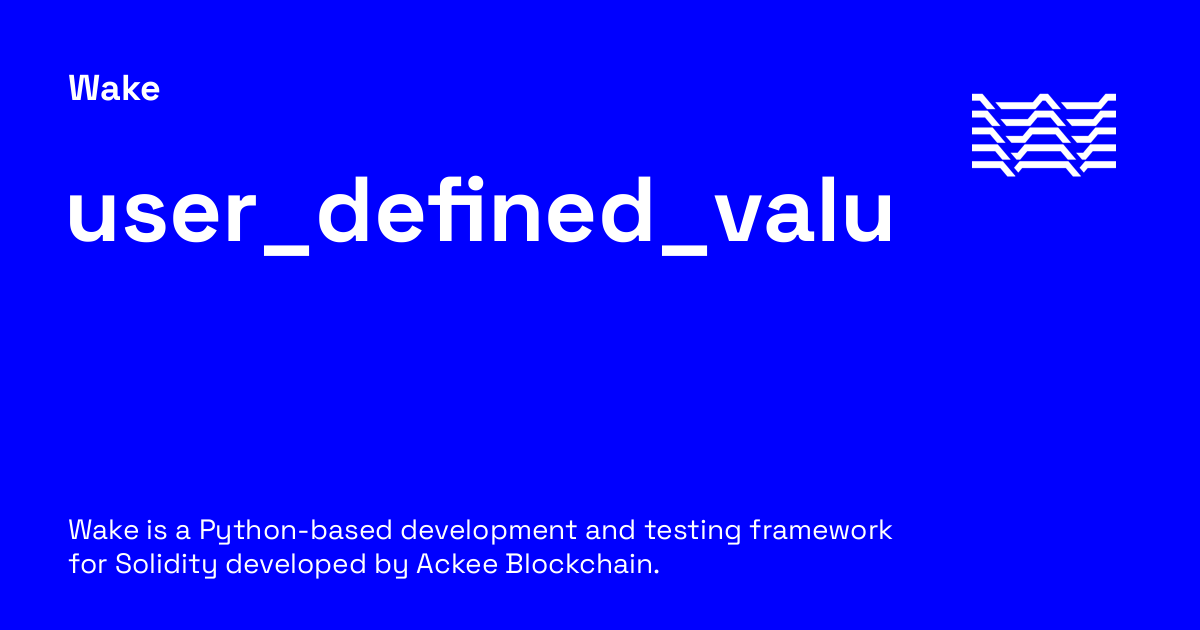 Wake
user_defined_valu
Wake is a Python-based development and testing framework
for Solidity developed by Ackee Blockchain.